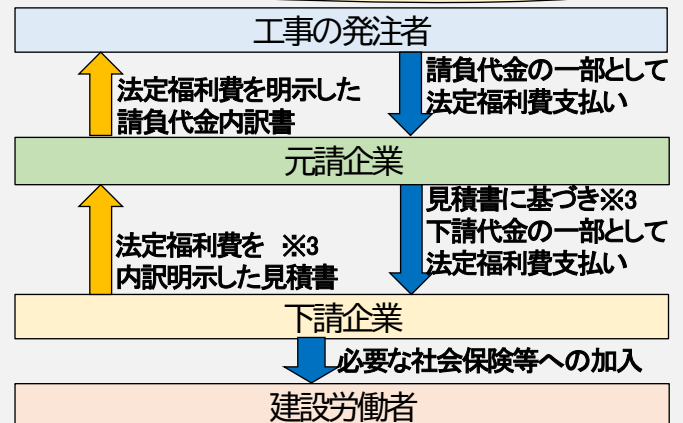 工事の発注者
法定福利費を明示した
請負代金内訳書
請負代金の一部として
法定福利費支払い
元請企業
法定福利費を　※3
内訳明示した見積書
見積書に基づき※3
下請代金の一部として
法定福利費支払い
下請企業
必要な社会保険等への加入
建設労働者